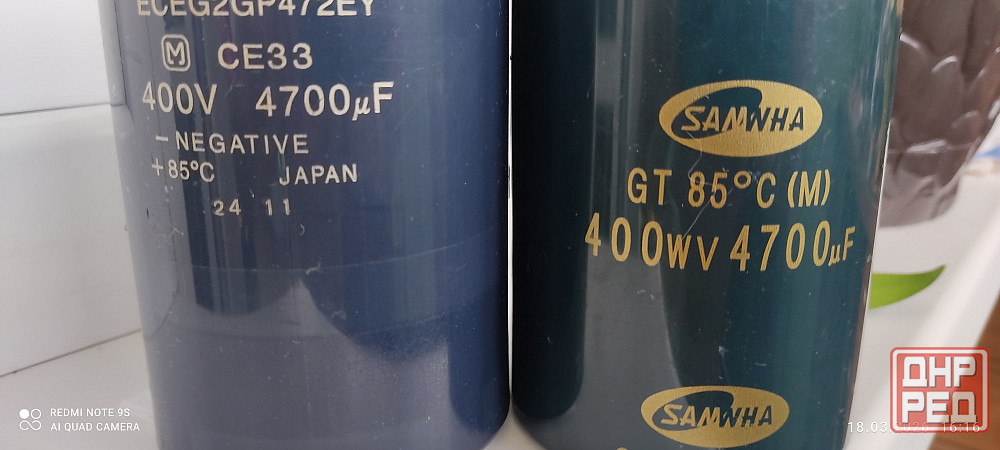 ECEG2GP472EY
M CE33
400V 4700µF
- NEGATIVE
+85°C JAPAN
24 11
SAMWHA
GT 85°C (M)
400WV 4700µF
SAMWHA
REDMI NOTE 9S
AI QUAD CAMERA
ДНР
РЕД